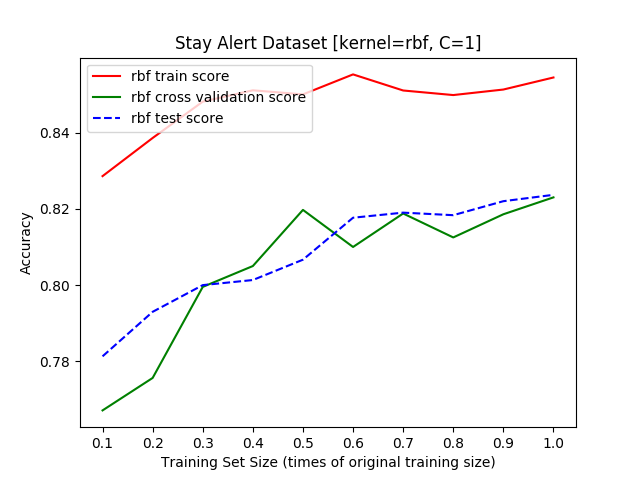 Stay Alert Dataset [kernel=rbf, C=1]
rbf train score
rbf cross validation score
rbf test score
0.84
0.82
0.80
0.78
Accuracy
0.1 0.2 0.3 0.4 0.5 0.6 0.7 0.8 0.9 1.0
Training Set Size (times of original training size)